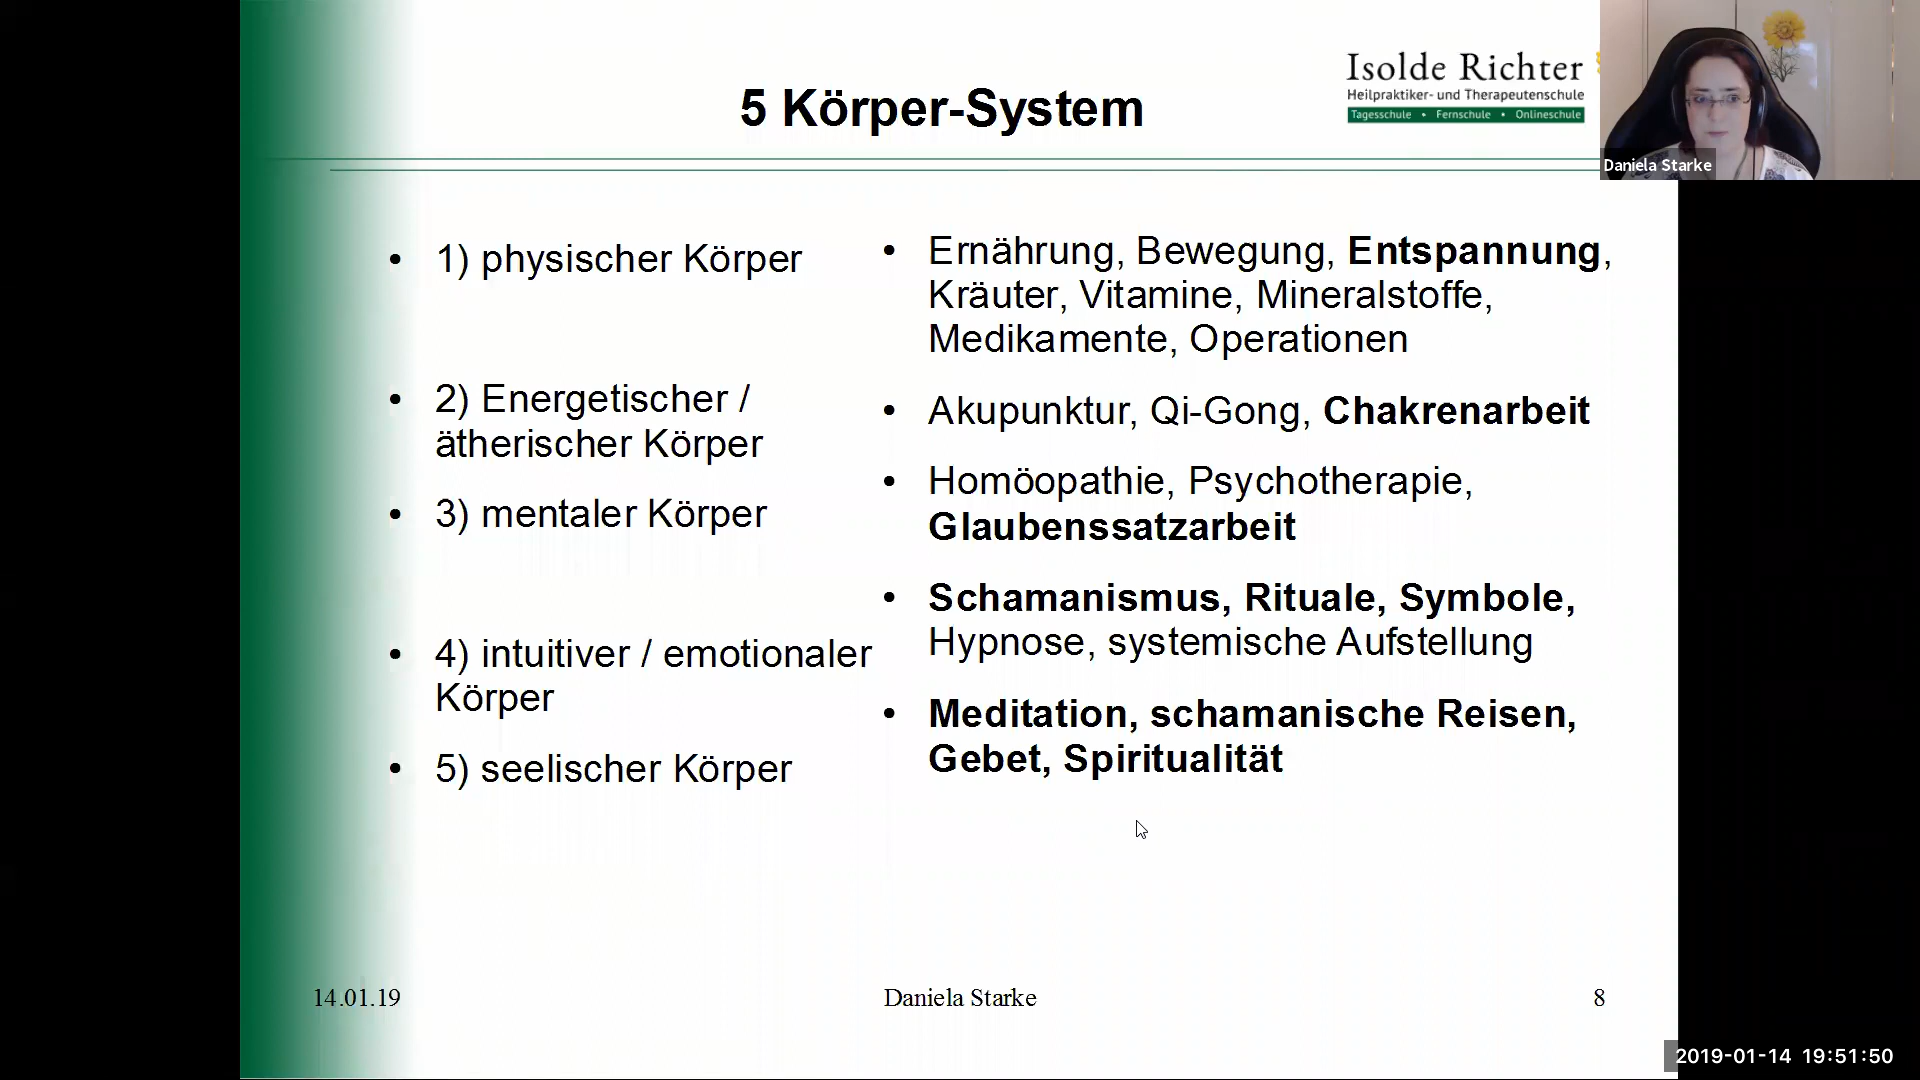 5 Körper-System
Isolde Richter
Heilpraktiker- und Therapeutenschule
Tagesschule • Fernschule • Onlineschule
Daniela Starke
• 1) physischer Körper
• 2) Energetischer /
ätherischer Körper
• 3) mentaler Körper
• 4) intuitiver / emotionaler
Körper
• 5) seelischer Körper
• Ernährung, Bewegung, Entspannung,
Kräuter, Vitamine, Mineralstoffe,
Medikamente, Operationen
• Akupunktur, Qi-Gong, Chakrenarbeit
• Homöopathie, Psychotherapie,
Glaubenssatzarbeit
• Schamanismus, Rituale, Symbole,
Hypnose, systemische Aufstellung
• Meditation, schamanische Reisen,
Gebet, Spiritualität
14.01.19
Daniela Starke
8
2019-01-14 19:51:50